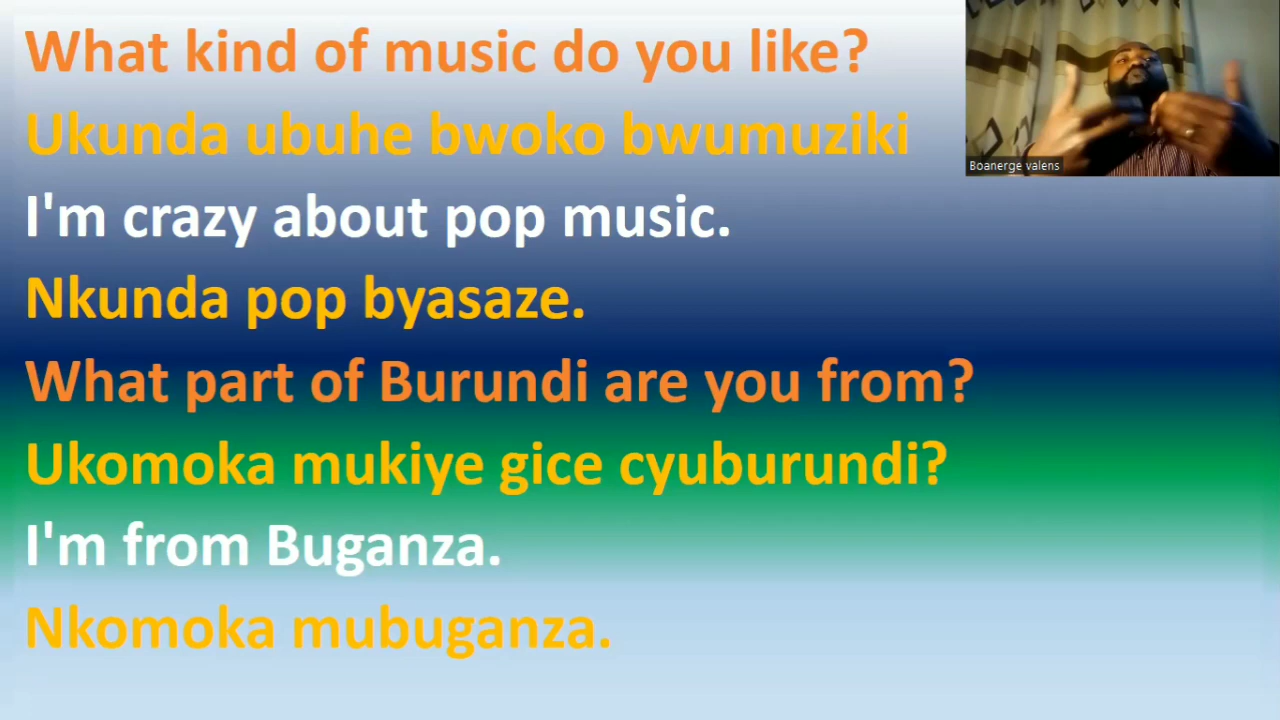 What kind of music do you like?
Ukunda ubuhe bwoko bwumuziki
I'm crazy about pop music.
Nkunda pop byasaze.
What part of Burundi are you from?
Ukomoka mukiye gice cyuburundi?
I'm from Buganza.
Nkomoka mubuganza.
Boanerge valens